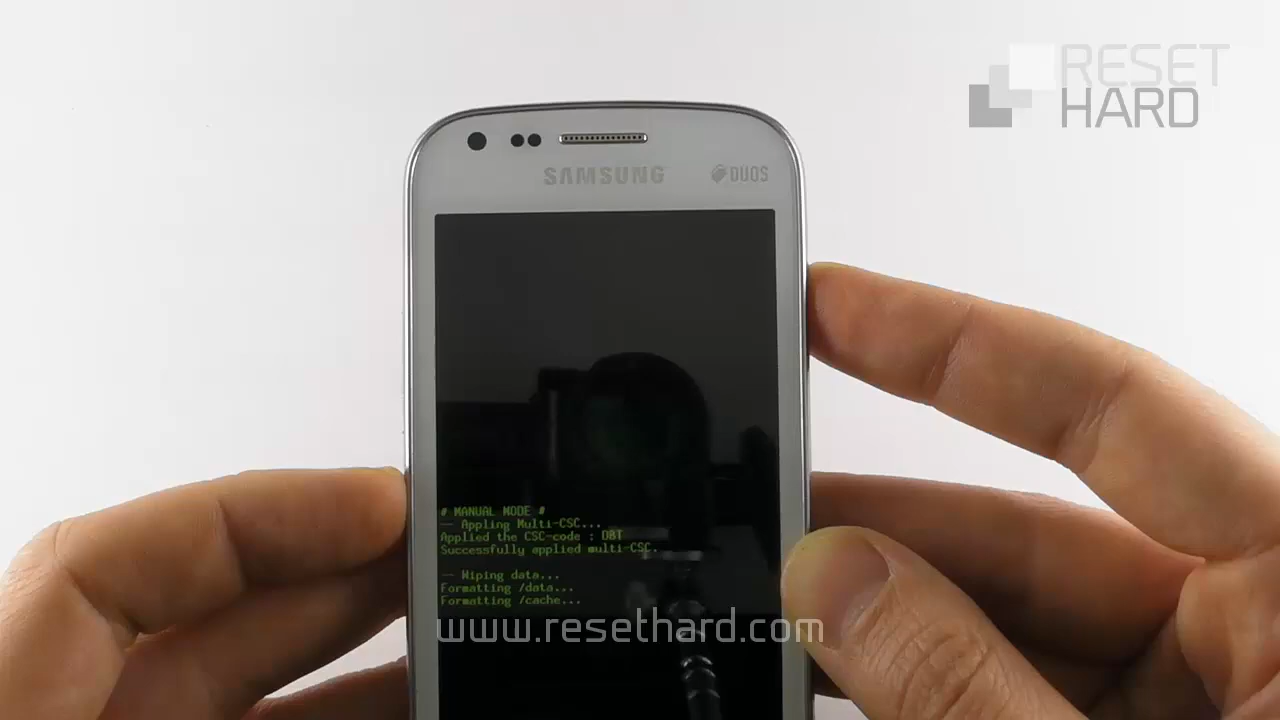 RESET
HARD
SAMSUNG
DUOS
# MANUAL MODE #
-- Appling Multi-CSC...
Applied the CSC-code : DBT
Successfully applied multi-CSC.
-- Wiping data...
Formatting /data...
Formatting /cache...
www.resethard.com